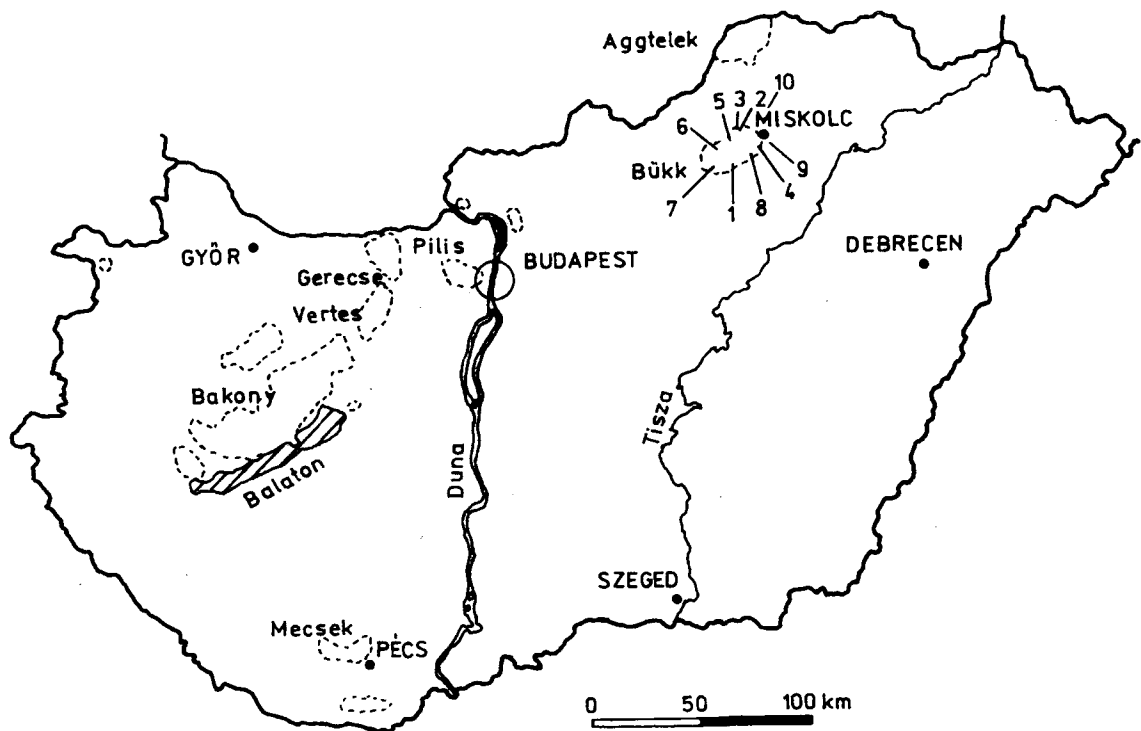 Aggtelek
10
5 3 2
MISKOLC
6
Bükk
9
7 1 8 4
GYŐR
Pilis
BUDAPEST
DEBRECEN
Gerecse
Vertes
Bakony
Tisza
Balaton
Duna
SZEGED
Mecsek
PÉCS
0 50 100 km